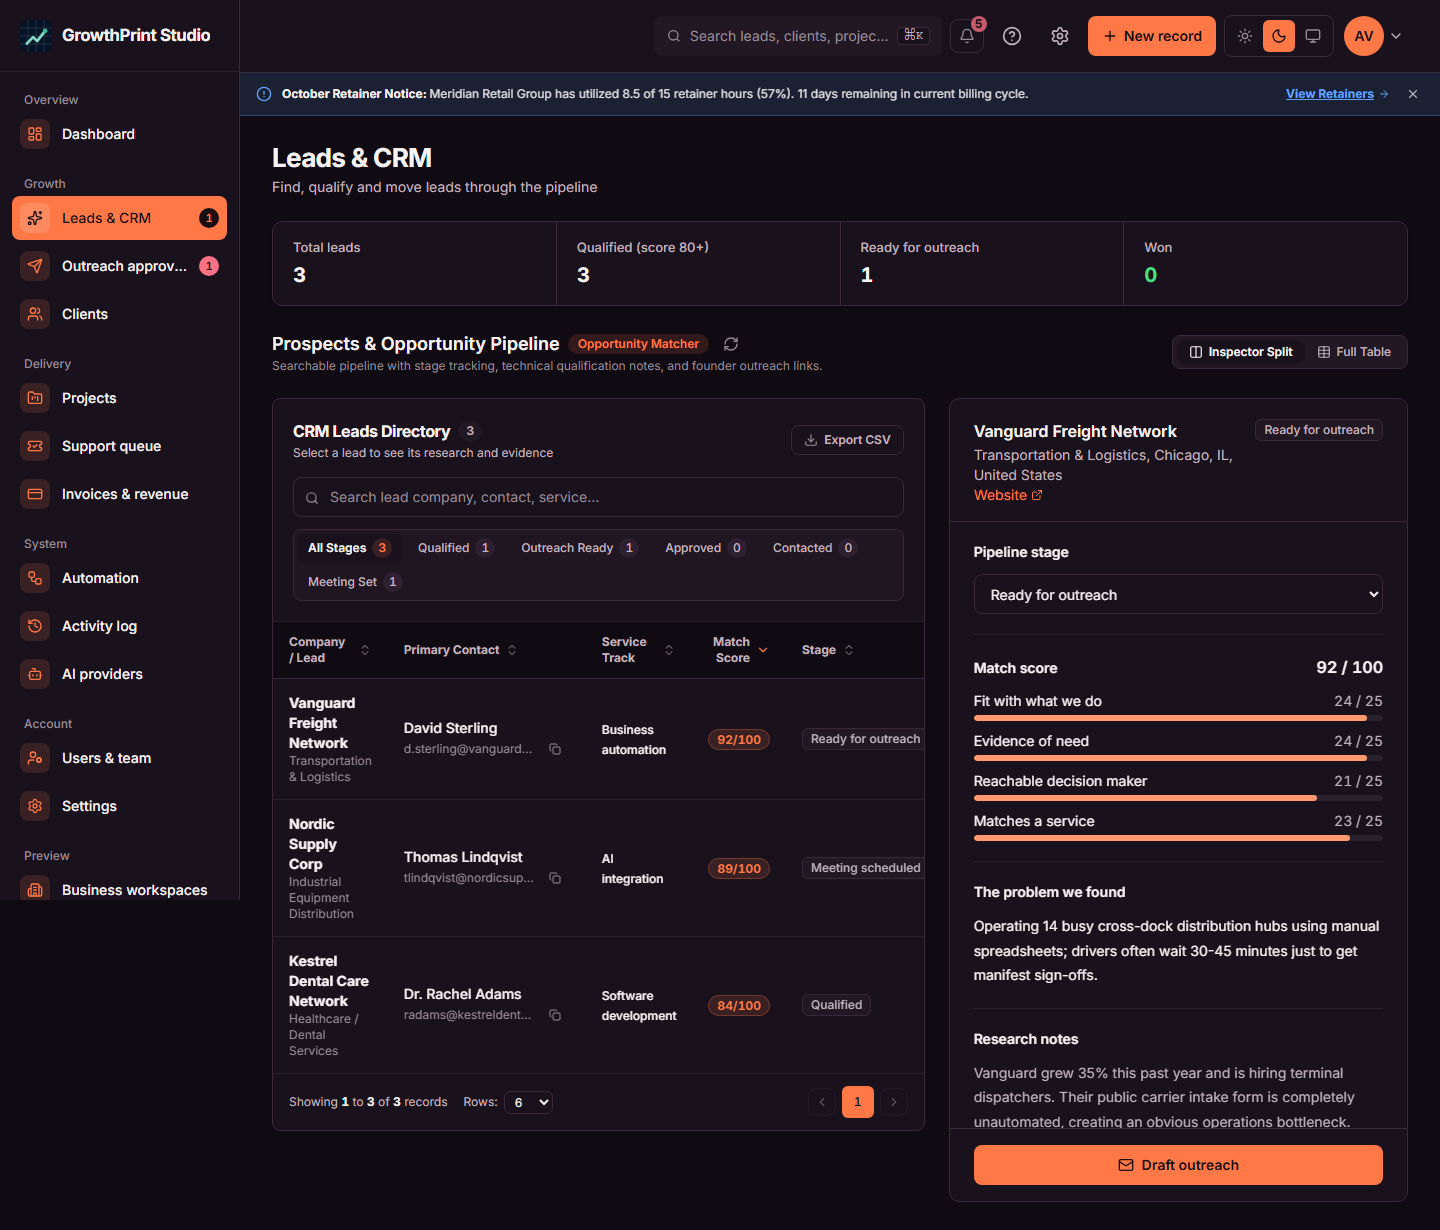 GrowthPrint Studio
Search leads, clients, projec...
⌘K
5
New record
AV
October Retainer Notice: Meridian Retail Group has utilized 8.5 of 15 retainer hours (57%). 11 days remaining in current billing cycle.
View Retainers
Overview
Dashboard
Growth
Leads & CRM
1
Outreach approv...
1
Clients
Delivery
Projects
Support queue
Invoices & revenue
System
Automation
Activity log
AI providers
Account
Users & team
Settings
Preview
Business workspaces
Leads & CRM
Find, qualify and move leads through the pipeline
Total leads
3
Qualified (score 80+)
3
Ready for outreach
1
Won
0
Prospects & Opportunity Pipeline
Opportunity Matcher
Searchable pipeline with stage tracking, technical qualification notes, and founder outreach links.
Inspector Split
Full Table
CRM Leads Directory
3
Select a lead to see its research and evidence
Export CSV
Search lead company, contact, service...
All Stages 3
Qualified 1
Outreach Ready 1
Approved 0
Contacted 0
Meeting Set 1
Company
/ Lead
Primary Contact
Service
Track
Match
Score
Stage
Vanguard
Freight
Network
Transportation
& Logistics
David Sterling
d.sterling@vanguard...
Business
automation
92/100
Ready for outreach
Nordic
Supply
Corp
Industrial
Equipment
Distribution
Thomas Lindqvist
tlindqvist@nordicsup...
AI
integration
89/100
Meeting scheduled
Kestrel
Dental Care
Network
Healthcare /
Dental
Services
Dr. Rachel Adams
radams@kestreldent...
Software
development
84/100
Qualified
Showing 1 to 3 of 3 records
Rows:
6
1
Vanguard Freight Network
Ready for outreach
Transportation & Logistics, Chicago, IL,
United States
Website
Pipeline stage
Ready for outreach
Match score
92 / 100
Fit with what we do
24 / 25
Evidence of need
24 / 25
Reachable decision maker
21 / 25
Matches a service
23 / 25
The problem we found
Operating 14 busy cross-dock distribution hubs using manual
spreadsheets; drivers often wait 30-45 minutes just to get
manifest sign-offs.
Research notes
Vanguard grew 35% this past year and is hiring terminal
dispatchers. Their public carrier intake form is completely
unautomated, creating an obvious operations bottleneck.
Draft outreach